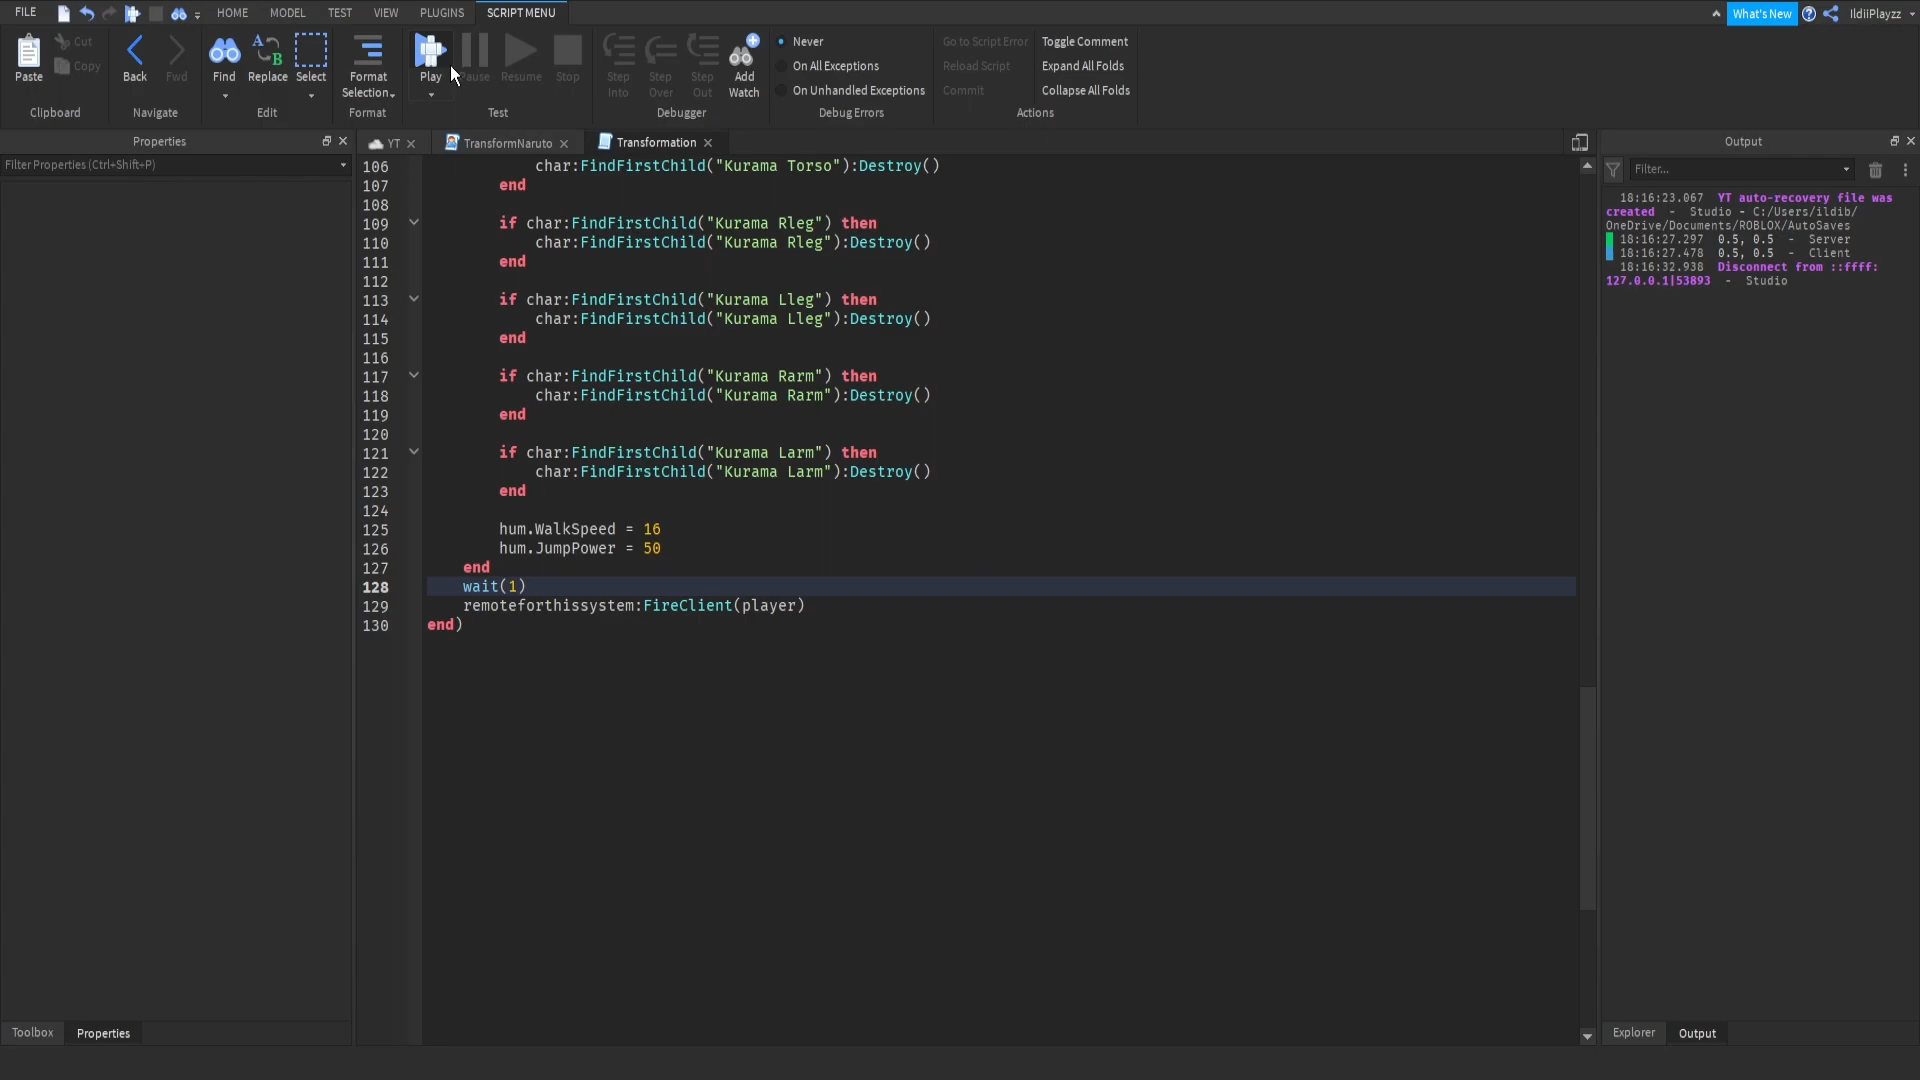 FILE HOME MODEL TEST VIEW PLUGINS SCRIPT MENU What's New IldiiPlayzz
Paste Cut Copy
Clipboard
Back Fwd
Navigate
Find Replace Select
Edit
Format Selection
Format
Play Pause Resume Stop
Test
Step Into Step Over Step Out Add Watch
Debugger
Never
On All Exceptions
On Unhandled Exceptions
Debug Errors
Go to Script Error Toggle Comment
Reload Script Expand All Folds
Commit Collapse All Folds
Actions
Properties
Filter Properties (Ctrl+Shift+P)
YT TransformNaruto Transformation
106 char:FindFirstChild("Kurama Torso"):Destroy()
107 end
108
109 if char:FindFirstChild("Kurama Rleg") then
110 char:FindFirstChild("Kurama Rleg"):Destroy()
111 end
112
113 if char:FindFirstChild("Kurama Lleg") then
114 char:FindFirstChild("Kurama Lleg"):Destroy()
115 end
116
117 if char:FindFirstChild("Kurama Rarm") then
118 char:FindFirstChild("Kurama Rarm"):Destroy()
119 end
120
121 if char:FindFirstChild("Kurama Larm") then
122 char:FindFirstChild("Kurama Larm"):Destroy()
123 end
124
125 hum.WalkSpeed = 16
126 hum.JumpPower = 50
127 end
128 wait(1)
129 remoteforthissystem:FireClient(player)
130 end)
Output
Filter...
18:16:23.067 YT auto-recovery file was
created - Studio - C:/Users/ildib/
OneDrive/Documents/ROBLOX/AutoSaves
18:16:27.297 0.5, 0.5 - Server
18:16:27.478 0.5, 0.5 - Client
18:16:32.938 Disconnect from ::ffff:
127.0.0.1|53893 - Studio
Toolbox Properties
Explorer Output